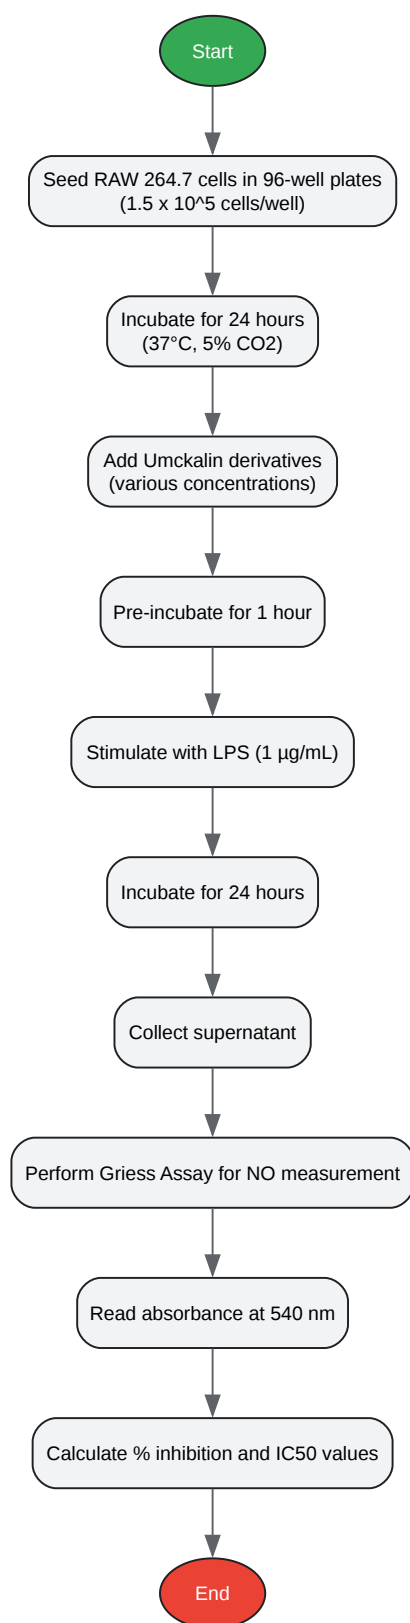 Start
Seed RAW 264.7 cells in 96-well plates
(1.5 x 10^5 cells/well)
Incubate for 24 hours
(37°C, 5% CO2)
Add Umckalin derivatives
(various concentrations)
Pre-incubate for 1 hour
Stimulate with LPS (1 µg/mL)
Incubate for 24 hours
Collect supernatant
Perform Griess Assay for NO measurement
Read absorbance at 540 nm
Calculate % inhibition and IC50 values
End